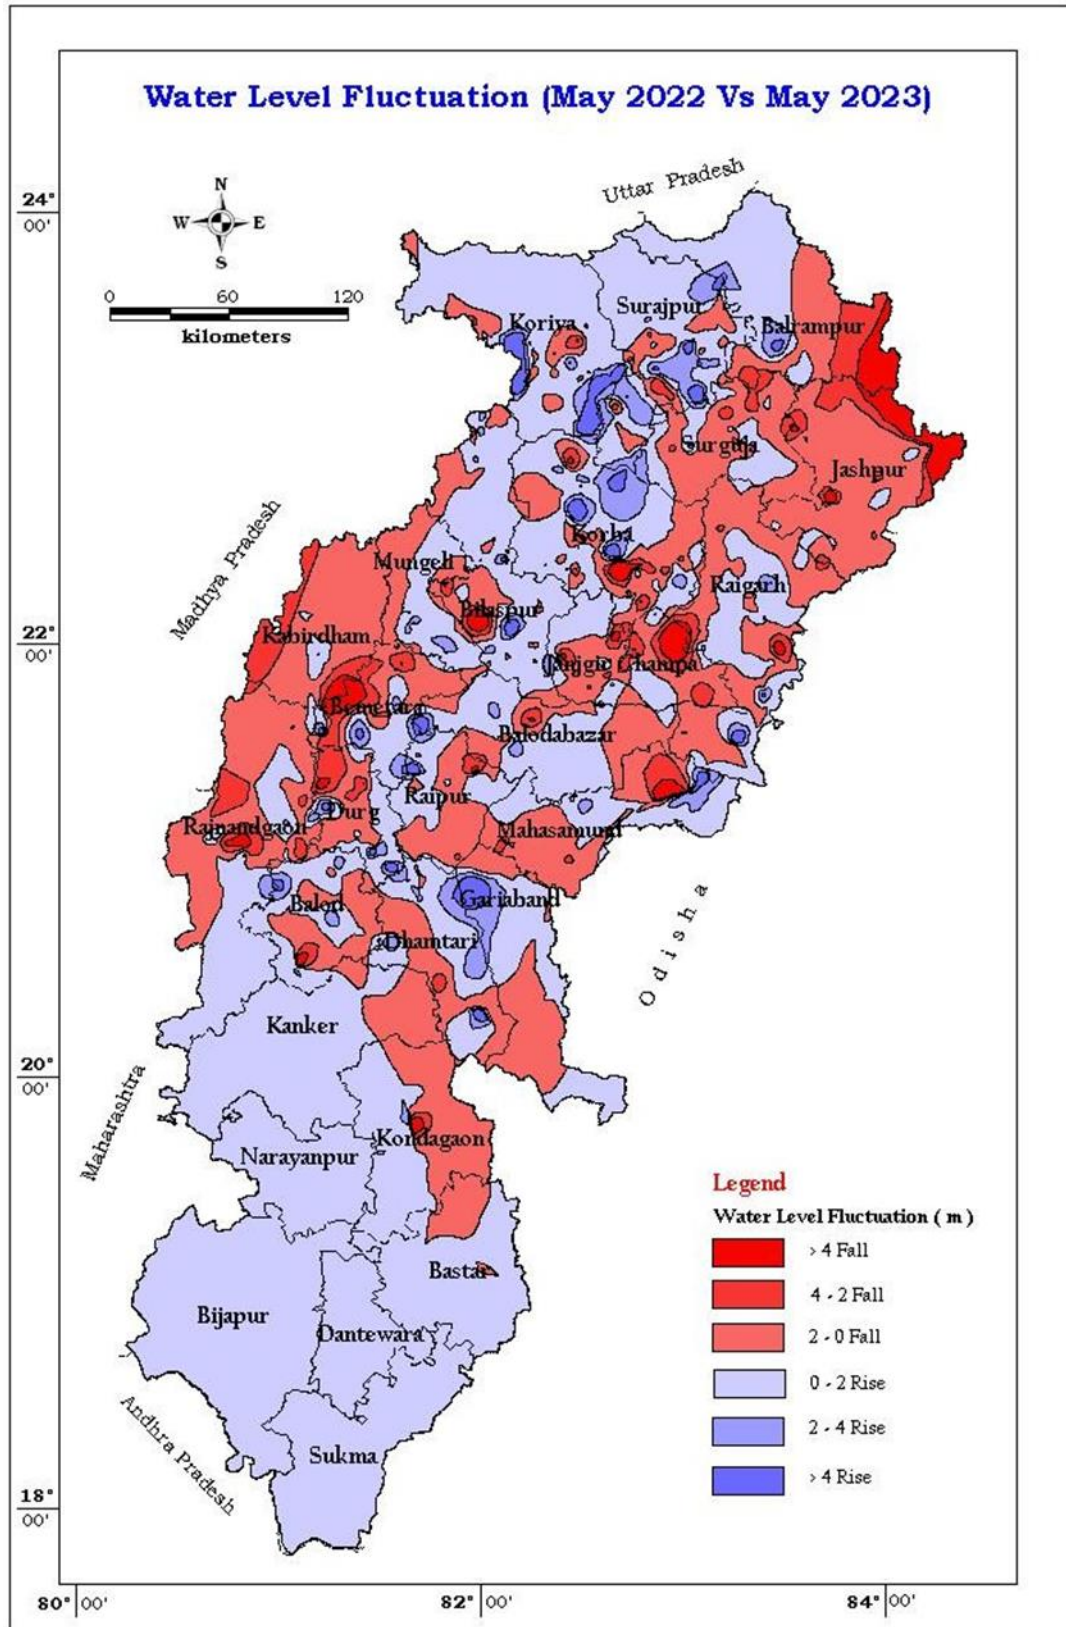 Water Level Fluctuation (May 2022 Vs May 2023)
Uttar Pradesh
N
W E
S
24°
00'
0 60 120
kilometers
Koriya
Surajpur
Balrampur
Surguja
Jashpur
Madhya Pradesh
Korba
Mungeli
Raigarh
Bilaspur
22°
00'
Kabirdham
Janjgir Champa
Bemetara
Balodabazar
Raipur
Durg
Rajnandgaon
Mahasamund
Balod
Gariaband
Dhamtari
Odisha
Kanker
20°
00'
Maharashtra
Kondagaon
Narayanpur
Legend
Water Level Fluctuation ( m )
> 4 Fall
4 - 2 Fall
2 - 0 Fall
0 - 2 Rise
2 - 4 Rise
> 4 Rise
Bastar
Bijapur
Dantewara
Andhra Pradesh
Sukma
18°
00'
80°00' 82°00' 84°00'